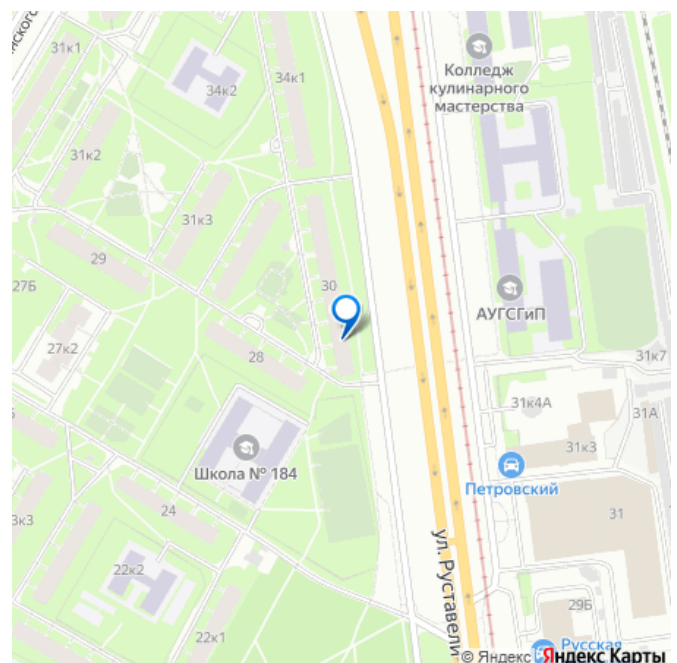 нского
31к1
34к2
34к1
Колледж
кулинарного
мастерства
31к2
31к3
29
27Б
30
АУГСГиП
27к2
28
31к7
31к4А
31А
Школа № 184
31к3
Петровский
24
31
3к3
ул. Руставели
22к2
29Б
22к1
Русская
© Яндекс
Яндекс Карты